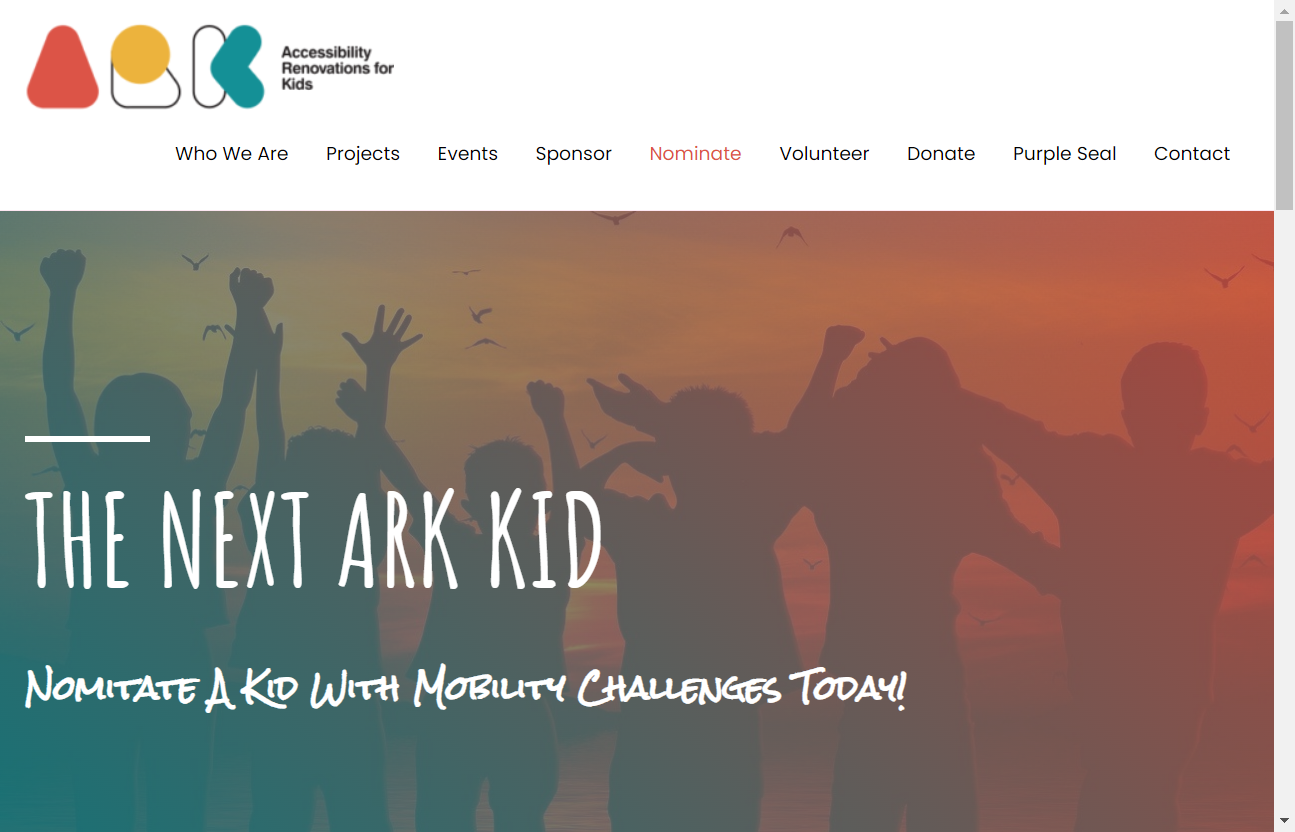 ARK
Accessibility
Renovations for
Kids
Who We Are Projects Events Sponsor Nominate Volunteer Donate Purple Seal Contact
THE NEXT ARK KID
Nomitate A Kid With Mobility Challenges Today!